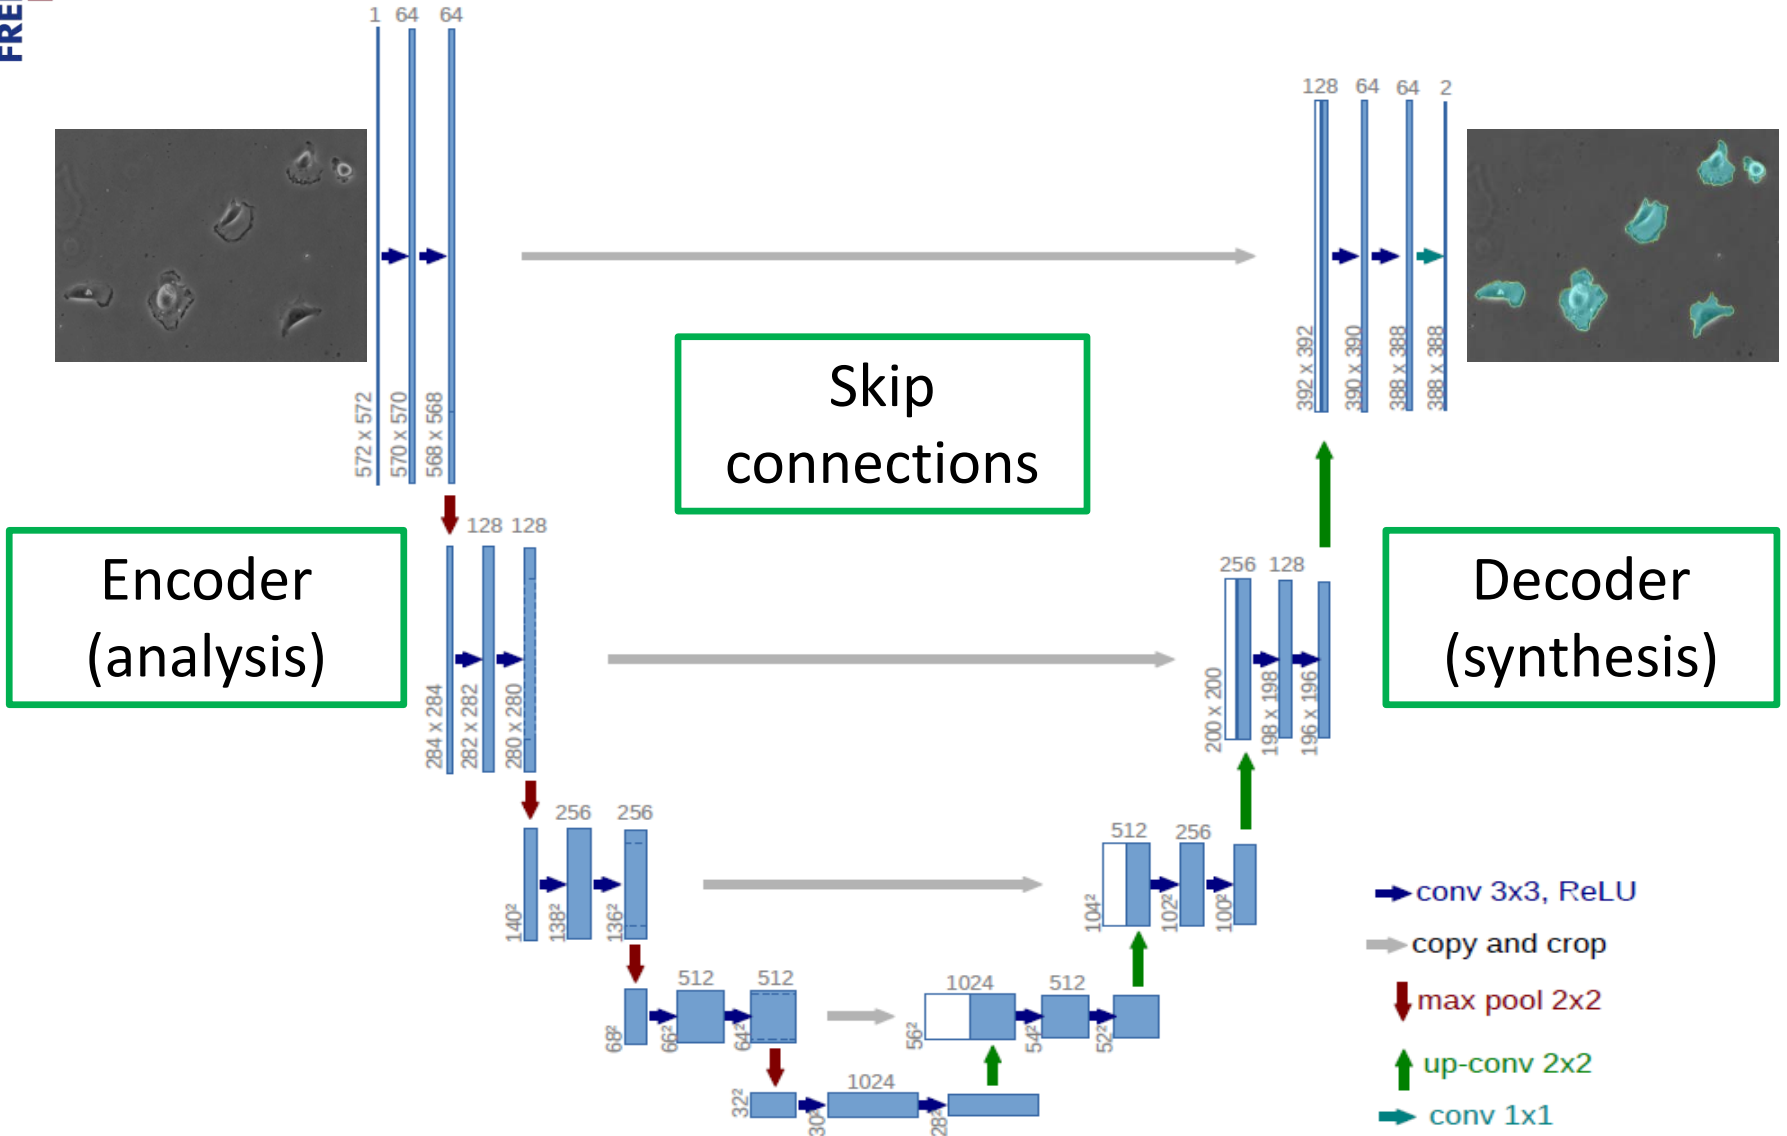 FREI
1 64 64
128 64 64 2
572 x 572
570 x 570
568 x 568
392 x 392
390 x 390
388 x 388
388 x 388
Skip
connections
Encoder
(analysis)
Decoder
(synthesis)
128 128
284 x 284
282 x 282
280 x 280
256 128
200 x 200
198 x 198
196 x 196
256 256
140²
138²
136²
512 256
104²
102²
100²
512 512
68²
66²
64²
1024 512
56²
54²
52²
1024
32²
30²
28²
conv 3x3, ReLU
copy and crop
max pool 2x2
up-conv 2x2
conv 1x1